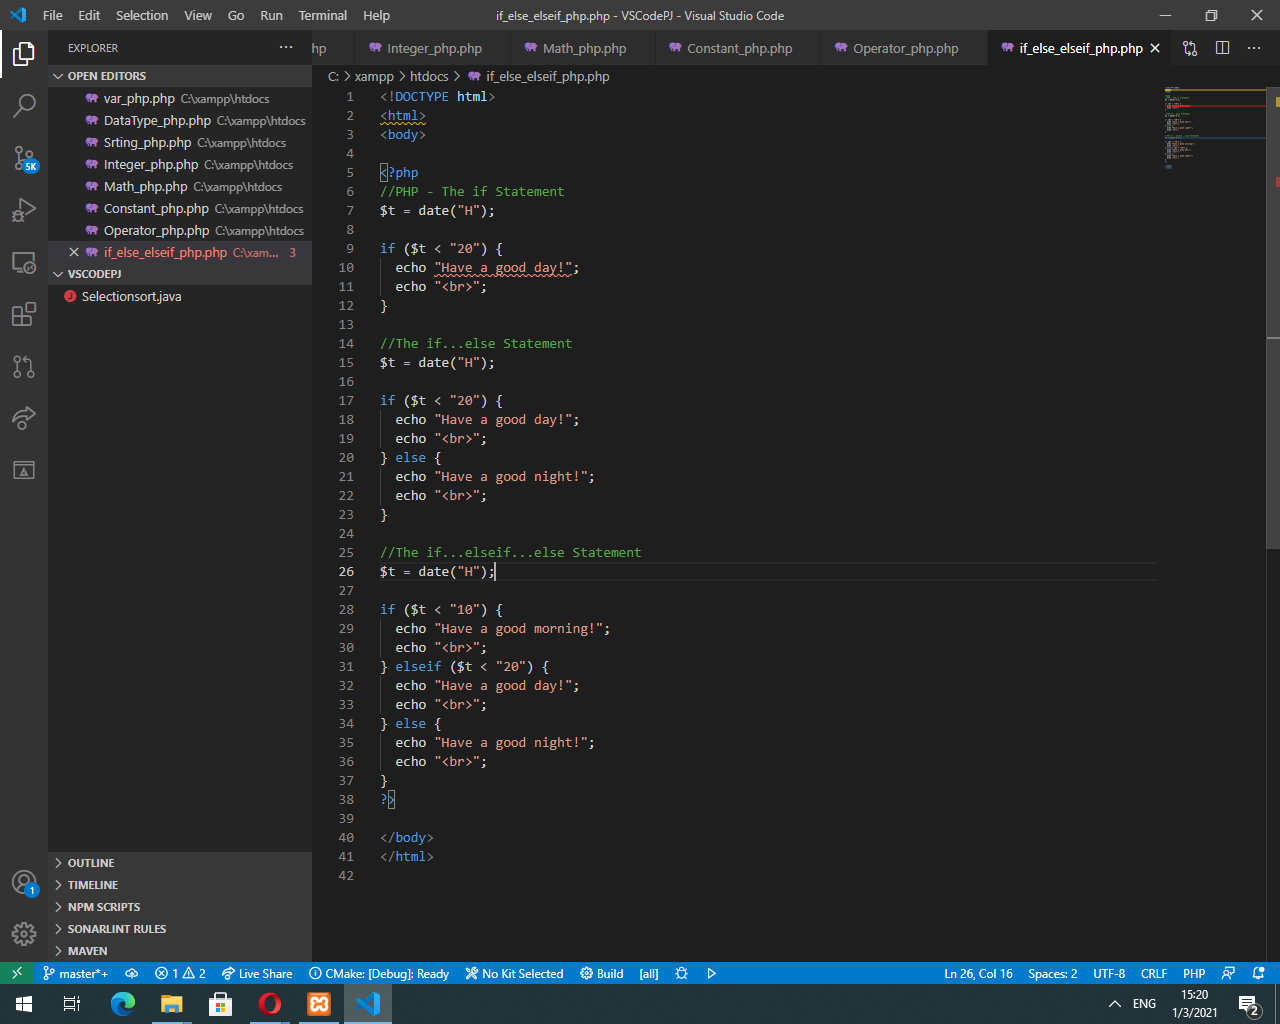 File Edit Selection View Go Run Terminal Help if_else_elseif_php.php - VSCodePJ - Visual Studio Code
EXPLORER
hp Integer_php.php Math_php.php Constant_php.php Operator_php.php if_else_elseif_php.php
OPEN EDITORS
var_php.php C:\xampp\htdocs
DataType_php.php C:\xampp\htdocs
Srting_php.php C:\xampp\htdocs
Integer_php.php C:\xampp\htdocs
Math_php.php C:\xampp\htdocs
Constant_php.php C:\xampp\htdocs
Operator_php.php C:\xampp\htdocs
if_else_elseif_php.php C:\xam... 3
VSCODEPJ
J Selectionsort.java
5K
1
OUTLINE
TIMELINE
NPM SCRIPTS
SONARLINT RULES
MAVEN
C: > xampp > htdocs > if_else_elseif_php.php
1 <!DOCTYPE html>
2 <html>
3 <body>
4
5 <?php
6 //PHP - The if Statement
7 $t = date("H");
8
9 if ($t < "20") {
10 echo "Have a good day!";
11 echo "<br>";
12 }
13
14 //The if...else Statement
15 $t = date("H");
16
17 if ($t < "20") {
18 echo "Have a good day!";
19 echo "<br>";
20 } else {
21 echo "Have a good night!";
22 echo "<br>";
23 }
24
25 //The if...elseif...else Statement
26 $t = date("H");
27
28 if ($t < "10") {
29 echo "Have a good morning!";
30 echo "<br>";
31 } elseif ($t < "20") {
32 echo "Have a good day!";
33 echo "<br>";
34 } else {
35 echo "Have a good night!";
36 echo "<br>";
37 }
38 ?>
39
40 </body>
41 </html>
42
master*+ 1 2 Live Share CMake: [Debug]: Ready No Kit Selected Build [all] Ln 26, Col 16 Spaces: 2 UTF-8 CRLF PHP
ENG 15:20
1/3/2021 2